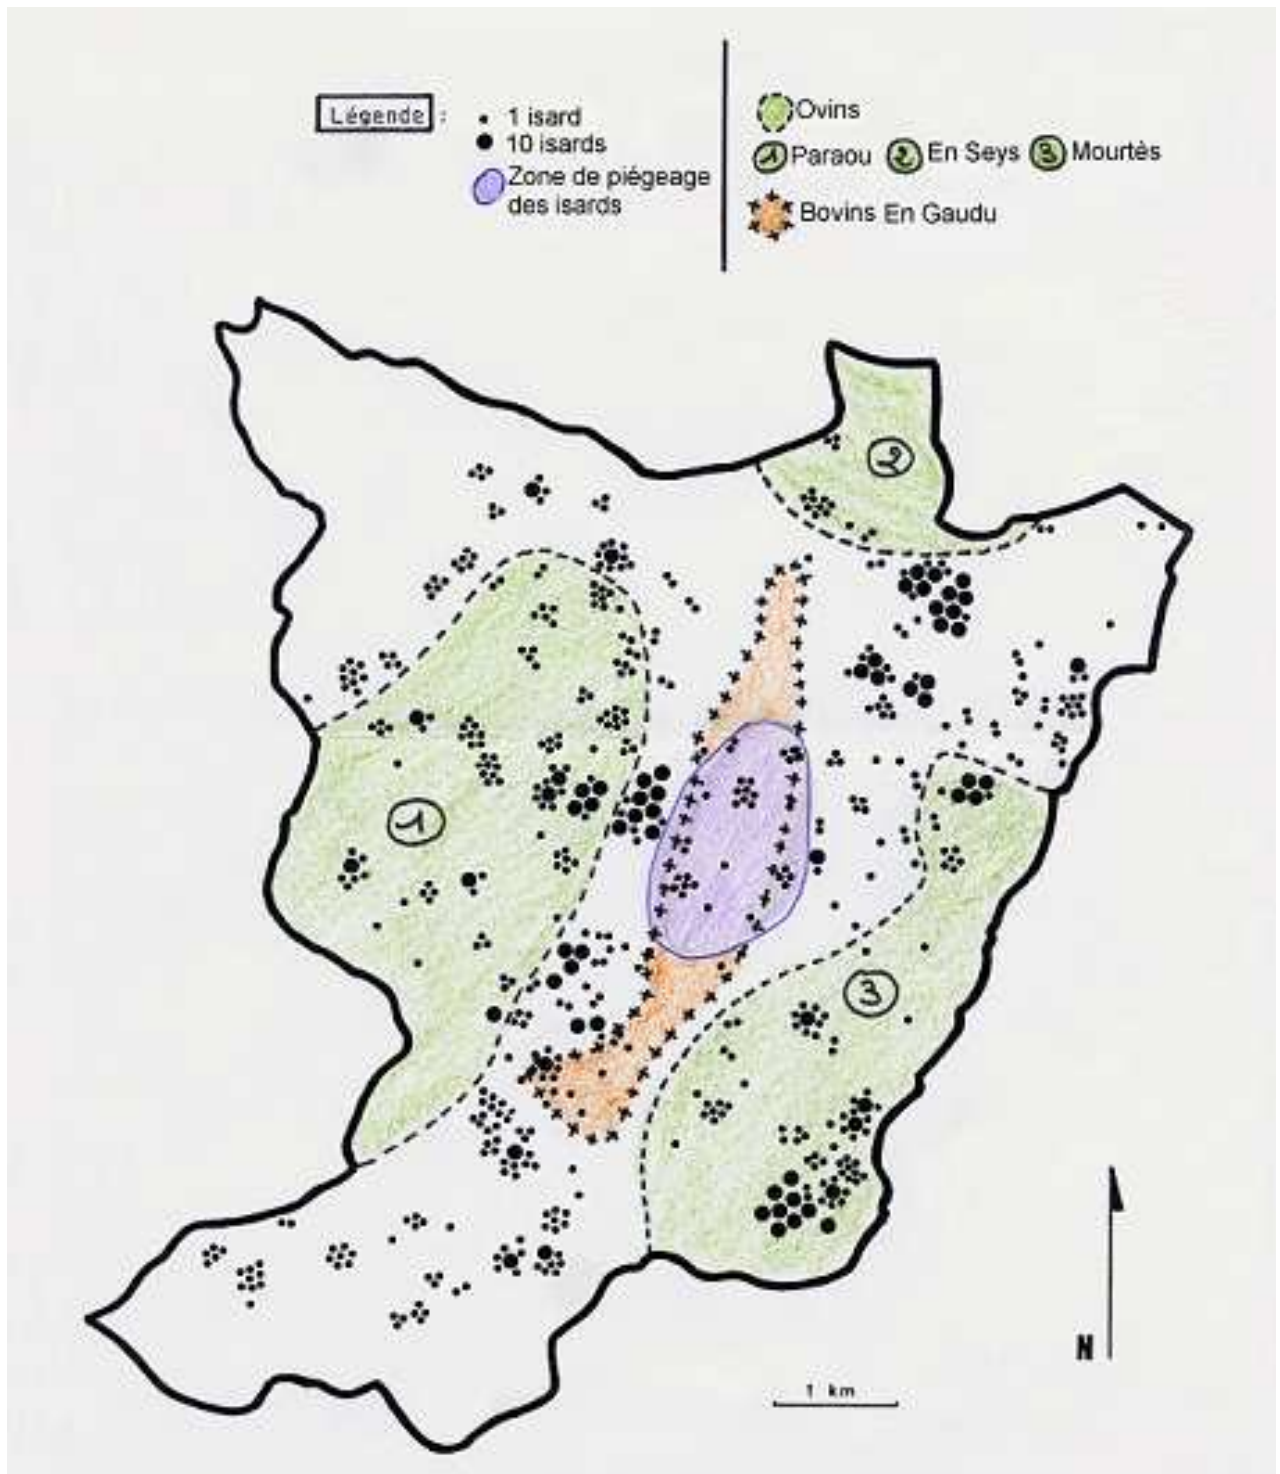 Légende :
1 isard
10 isards
Zone de piégeage
des isards
Ovins
1 Paraou 2 En Seys 3 Mourtès
Bovins En Gaudu
2
1
3
N
1 km